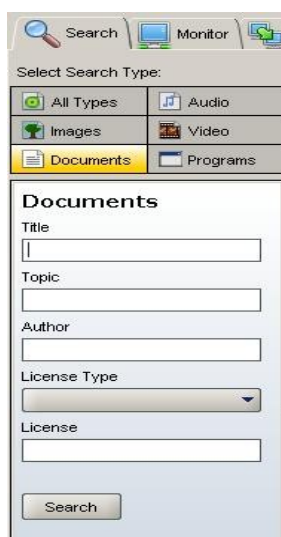 Search Monitor
Select Search Type:
All Types Audio
Images Video
Documents Programs
Documents
Title
Topic
Author
License Type
License
Search